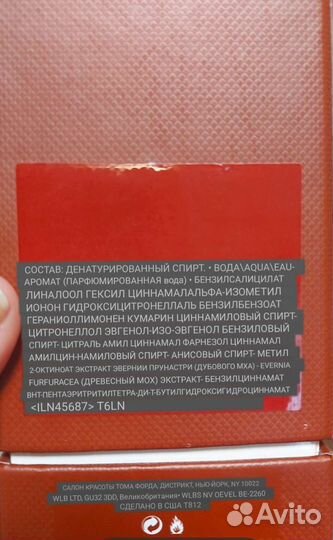 СОСТАВ: ДЕНАТУРИРОВАННЫЙ СПИРТ. • ВОДА\AQUA\EAU-
АРОМАТ (ПАРФЮМИРОВАННАЯ вода) • БЕНЗИЛСАЛИЦИЛАТ
ЛИНАЛООЛ ГЕКСИЛ ЦИННАМАЛАЛЬФА-ИЗОМЕТИЛ
ИОНОН ГИДРОКСИЦИТРОНЕЛЛАЛЬ БЕНЗИЛБЕНЗОАТ
ГЕРАНИОЛЛИМОНЕН КУМАРИН ЦИННАМИЛОВЫЙ СПИРТ-
ЦИТРОНЕЛЛОЛ ЭВГЕНОЛ-ИЗО-ЭВГЕНОЛ БЕНЗИЛОВЫЙ
СПИРТ- ЦИТРАЛЬ АМИЛ ЦИННАМАЛ ФАРНЕЗОЛ ЦИННАМАЛ
АМИЛЦИН-НАМИЛОВЫЙ СПИРТ- АНИСОВЫЙ СПИРТ- МЕТИЛ
2-ОКТИНОАТ ЭКСТРАКТ ЭВЕРНИИ ПРУНАСТРИ (ДУБОВОГО МХА) - EVERNIA
FURFURACEA (ДРЕВЕСНЫЙ МОХ) ЭКСТРАКТ- БЕНЗИЛЦИННАМАТ
ВНТ-ПЕНТАЭРИТРИТИЛТЕТРА-ДИ-Т-БУТИЛГИДРОКСИГИДРОЦИННАМАТ
<ILN45687> T6LN
САЛОН КРАСОТЫ ТОМА ФОРДА, ДИСТРИКТ, НЬЮ-ЙОРК, NY 10022
WLB LTD, GU32 3DD, Великобритания• WLBS NV OEVEL BE-2260
СДЕЛАНО В США T812
Avito